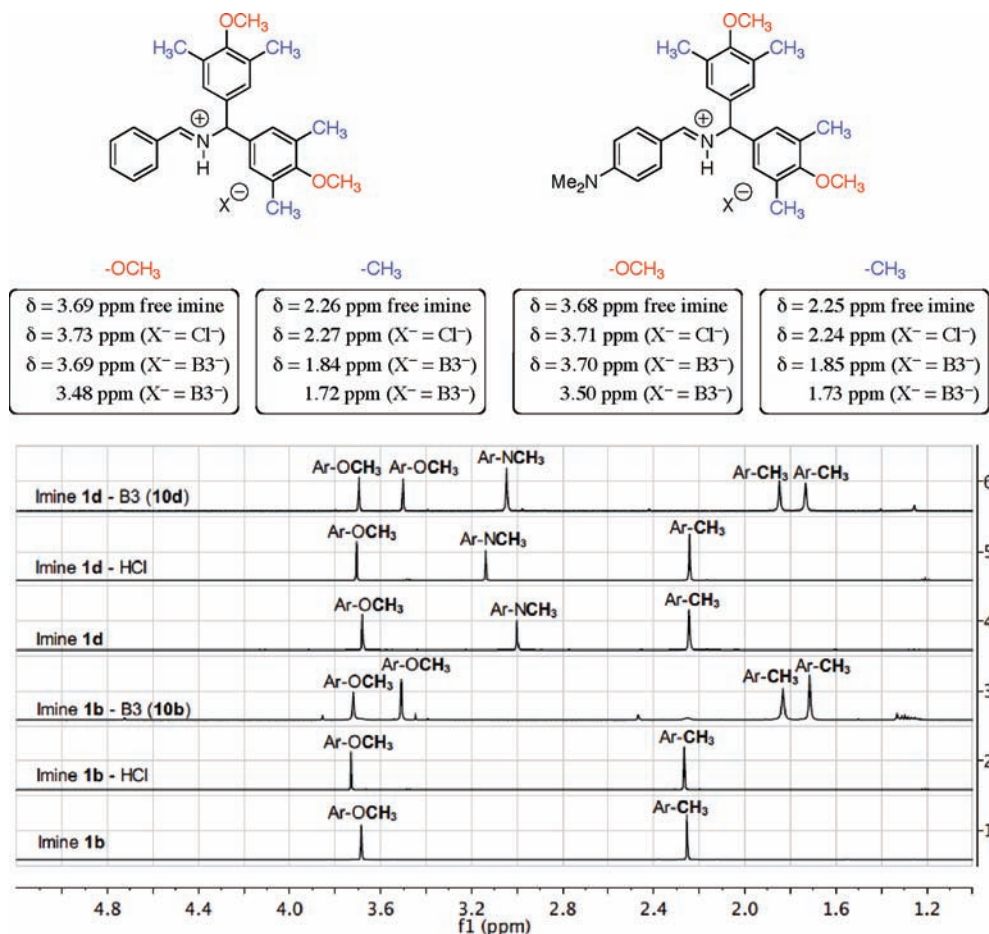 OCH₃
H₃C
CH₃
⊕
N
H
CH₃
OCH₃
CH₃
X⊖
OCH₃
H₃C
CH₃
⊕
N
H
Me₂N
CH₃
OCH₃
CH₃
X⊖
-OCH₃ -CH₃ -OCH₃ -CH₃
δ = 3.69 ppm free imine
δ = 3.73 ppm (X⁻ = Cl⁻)
δ = 3.69 ppm (X⁻ = B3⁻)
3.48 ppm (X⁻ = B3⁻)
δ = 2.26 ppm free imine
δ = 2.27 ppm (X⁻ = Cl⁻)
δ = 1.84 ppm (X⁻ = B3⁻)
1.72 ppm (X⁻ = B3⁻)
δ = 3.68 ppm free imine
δ = 3.71 ppm (X⁻ = Cl⁻)
δ = 3.70 ppm (X⁻ = B3⁻)
3.50 ppm (X⁻ = B3⁻)
δ = 2.25 ppm free imine
δ = 2.24 ppm (X⁻ = Cl⁻)
δ = 1.85 ppm (X⁻ = B3⁻)
1.73 ppm (X⁻ = B3⁻)
Ar-OCH₃ Ar-OCH₃ Ar-NCH₃ Ar-CH₃ Ar-CH₃
Imine 1d - B3 (10d) 6
Ar-OCH₃ Ar-NCH₃ Ar-CH₃
Imine 1d - HCl 5
Ar-OCH₃ Ar-NCH₃ Ar-CH₃
Imine 1d 4
Ar-OCH₃ Ar-OCH₃ Ar-CH₃ Ar-CH₃
Imine 1b - B3 (10b) 3
Ar-OCH₃ Ar-CH₃
Imine 1b - HCl 2
Ar-OCH₃ Ar-CH₃
Imine 1b 1
4.8 4.4 4.0 3.6 3.2 2.8 2.4 2.0 1.6 1.2
f1 (ppm)